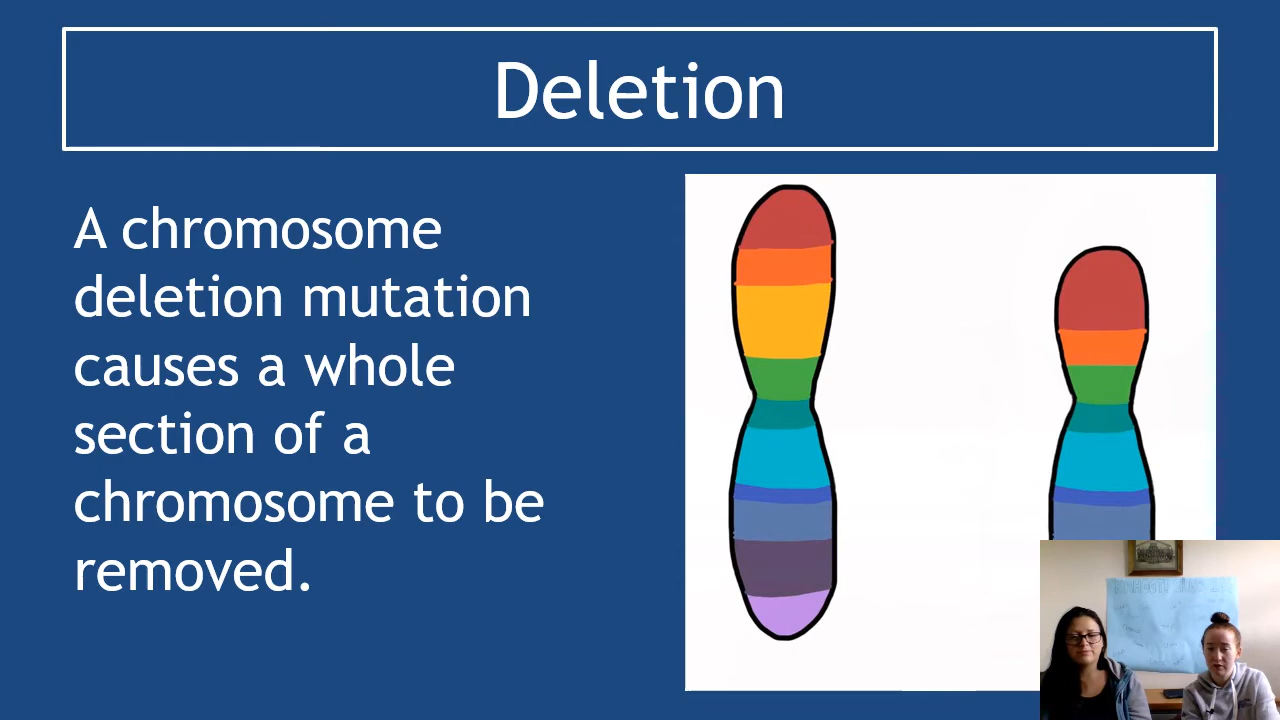 Deletion
A chromosome
deletion mutation
causes a whole
section of a
chromosome to be
removed.